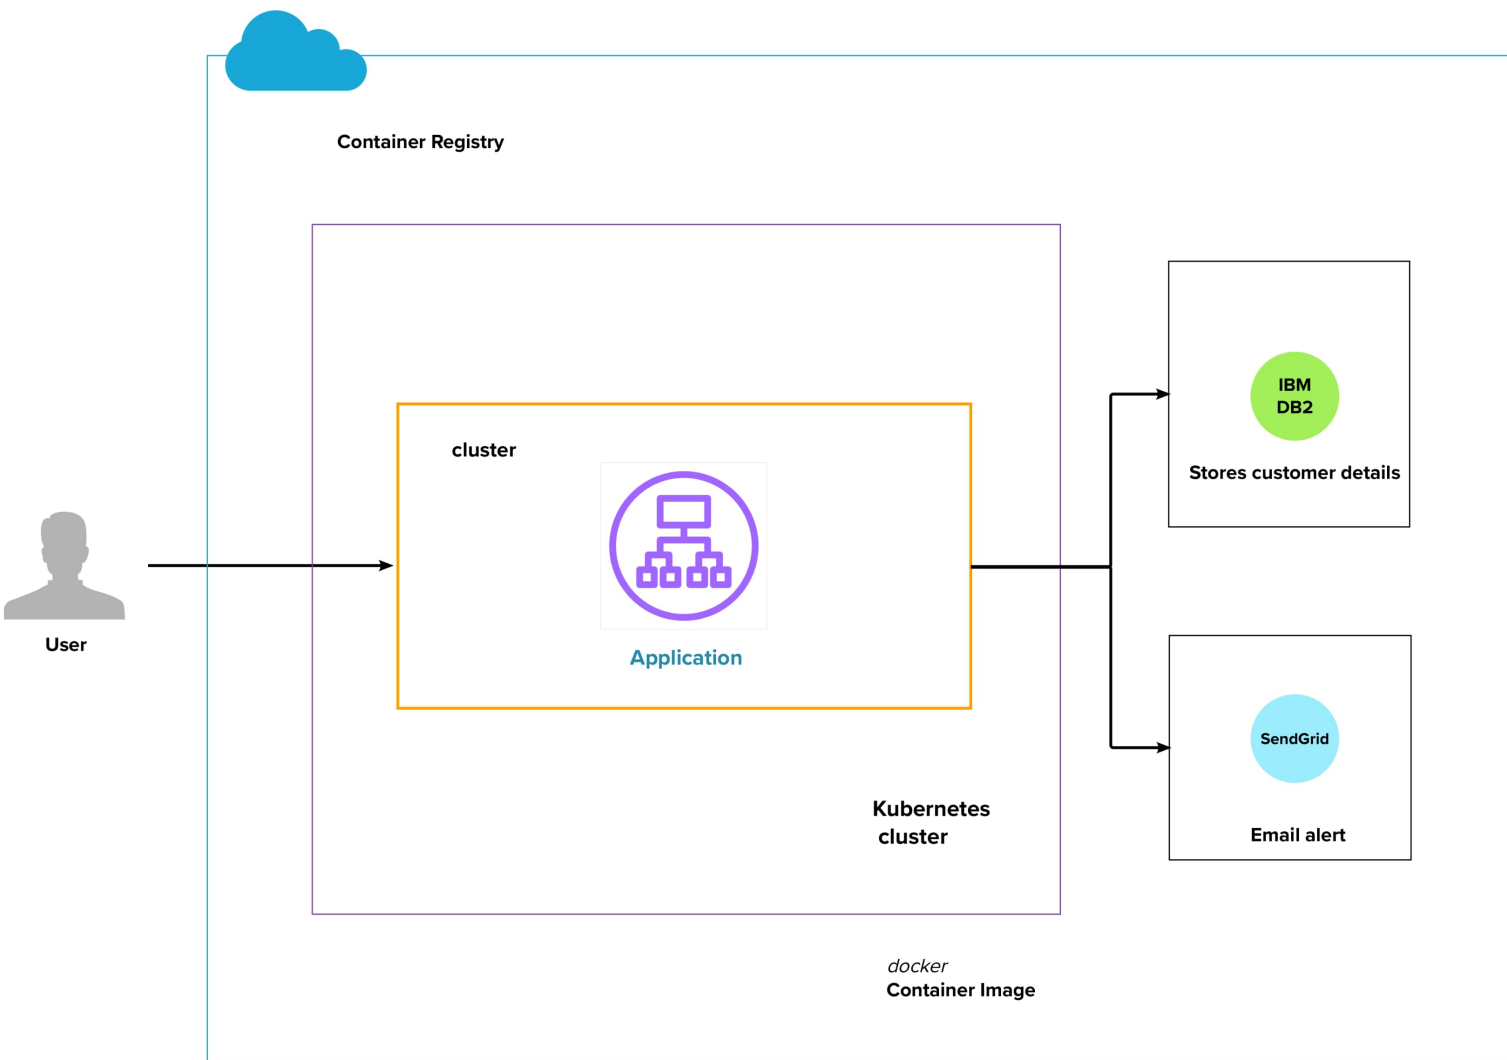 Container Registry
cluster
Application
User
IBM
DB2
Stores customer details
SendGrid
Email alert
Kubernetes
cluster
docker
Container Image